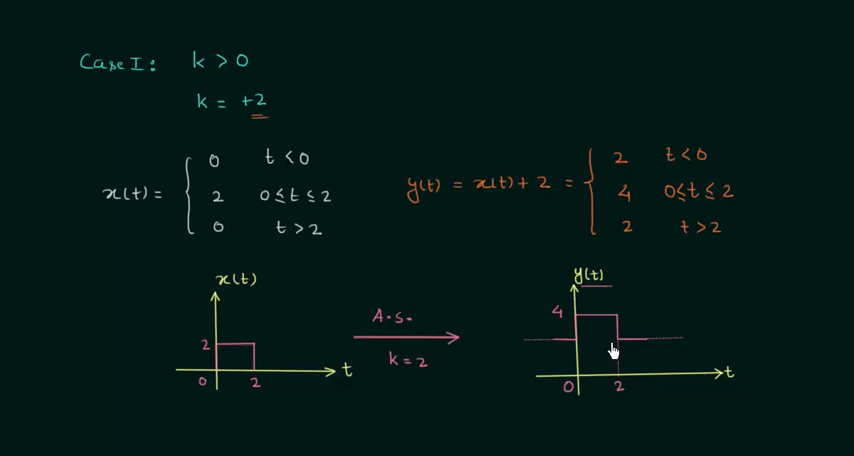 Case I: k > 0
k = +2
x(t) = { 0 t < 0
2 0 ≤ t ≤ 2
0 t > 2
y(t) = x(t) + 2 = { 2 t < 0
4 0 ≤ t ≤ 2
2 t > 2
x(t)
2
0 2 t
A.S.
k = 2
y(t)
4
0 2 t